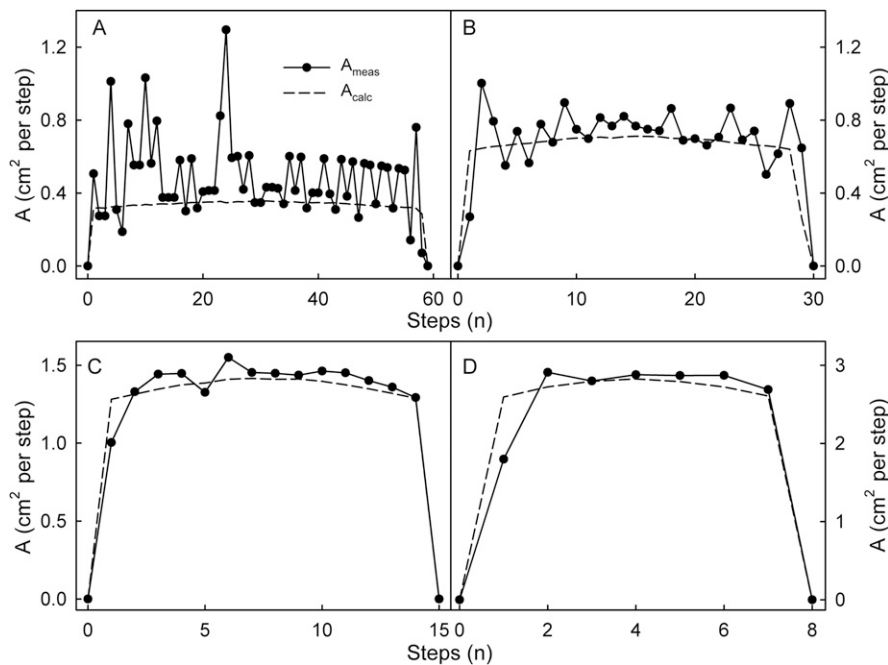 A
B
A_meas
A_calc
A (cm² per step)
1.2
0.8
0.4
0.0
0 20 40 60
Steps (n)
0 10 20 30
1.2
0.8
0.4
0.0
A (cm² per step)
C
D
A (cm² per step)
1.5
1.0
0.5
0.0
0 5 10 15
Steps (n)
0 2 4 6 8
Steps (n)
3
2
1
0
A (cm² per step)